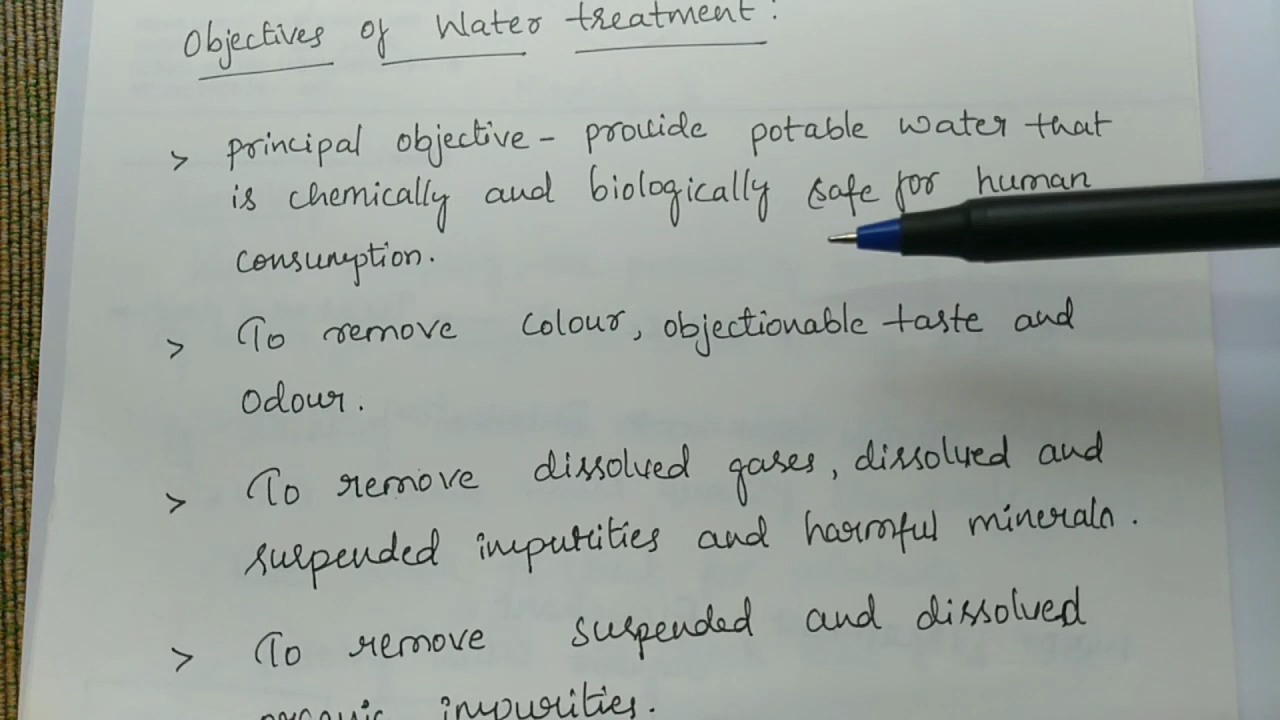 Objectives of Water treatment:
> principal objective - provide potable water that
is chemically and biologically safe for human
consumption.
> To remove colour, objectionable taste and
odour.
> To remove dissolved gases, dissolved and
suspended impurities and harmful minerals.
> To remove suspended and dissolved
organic impurities.